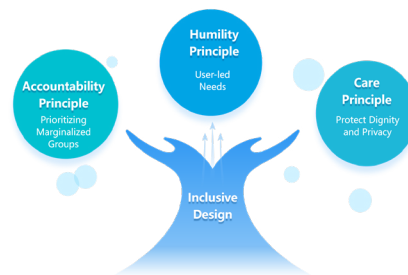 Humility
Principle
User-led
Needs
Accountability
Principle
Prioritizing
Marginalized
Groups
Care
Principle
Protect Dignity
and Privacy
Inclusive
Design